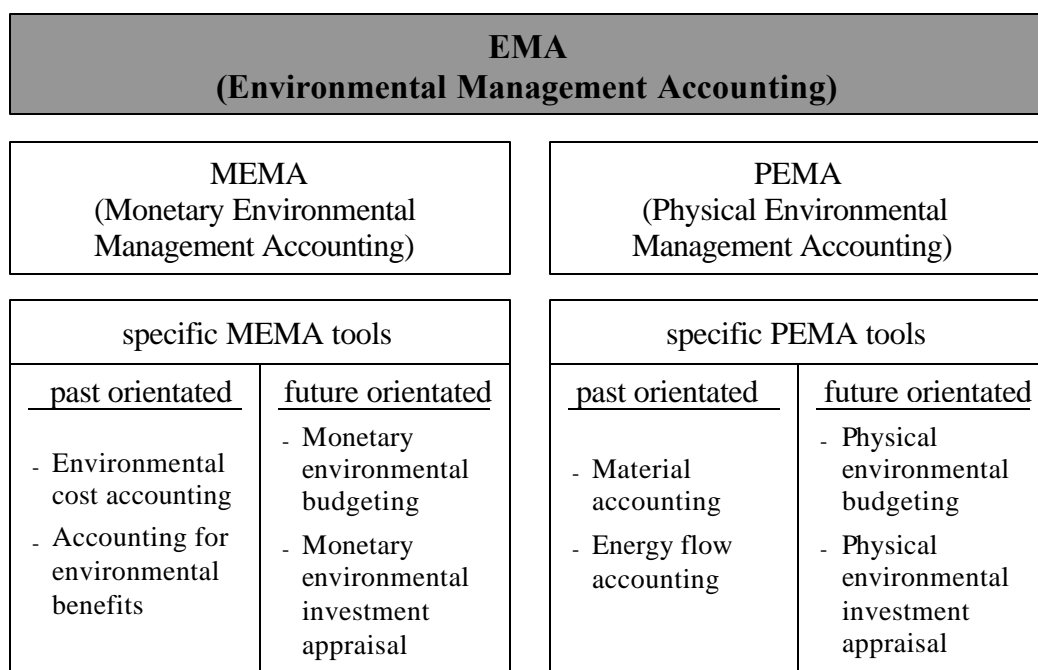 EMA
(Environmental Management Accounting)
MEMA
(Monetary Environmental
Management Accounting)
PEMA
(Physical Environmental
Management Accounting)
specific MEMA tools
past orientated
- Environmental
cost accounting
- Accounting for
environmental
benefits
future orientated
- Monetary
environmental
budgeting
- Monetary
environmental
investment
appraisal
specific PEMA tools
past orientated
- Material
accounting
- Energy flow
accounting
future orientated
- Physical
environmental
budgeting
- Physical
environmental
investment
appraisal